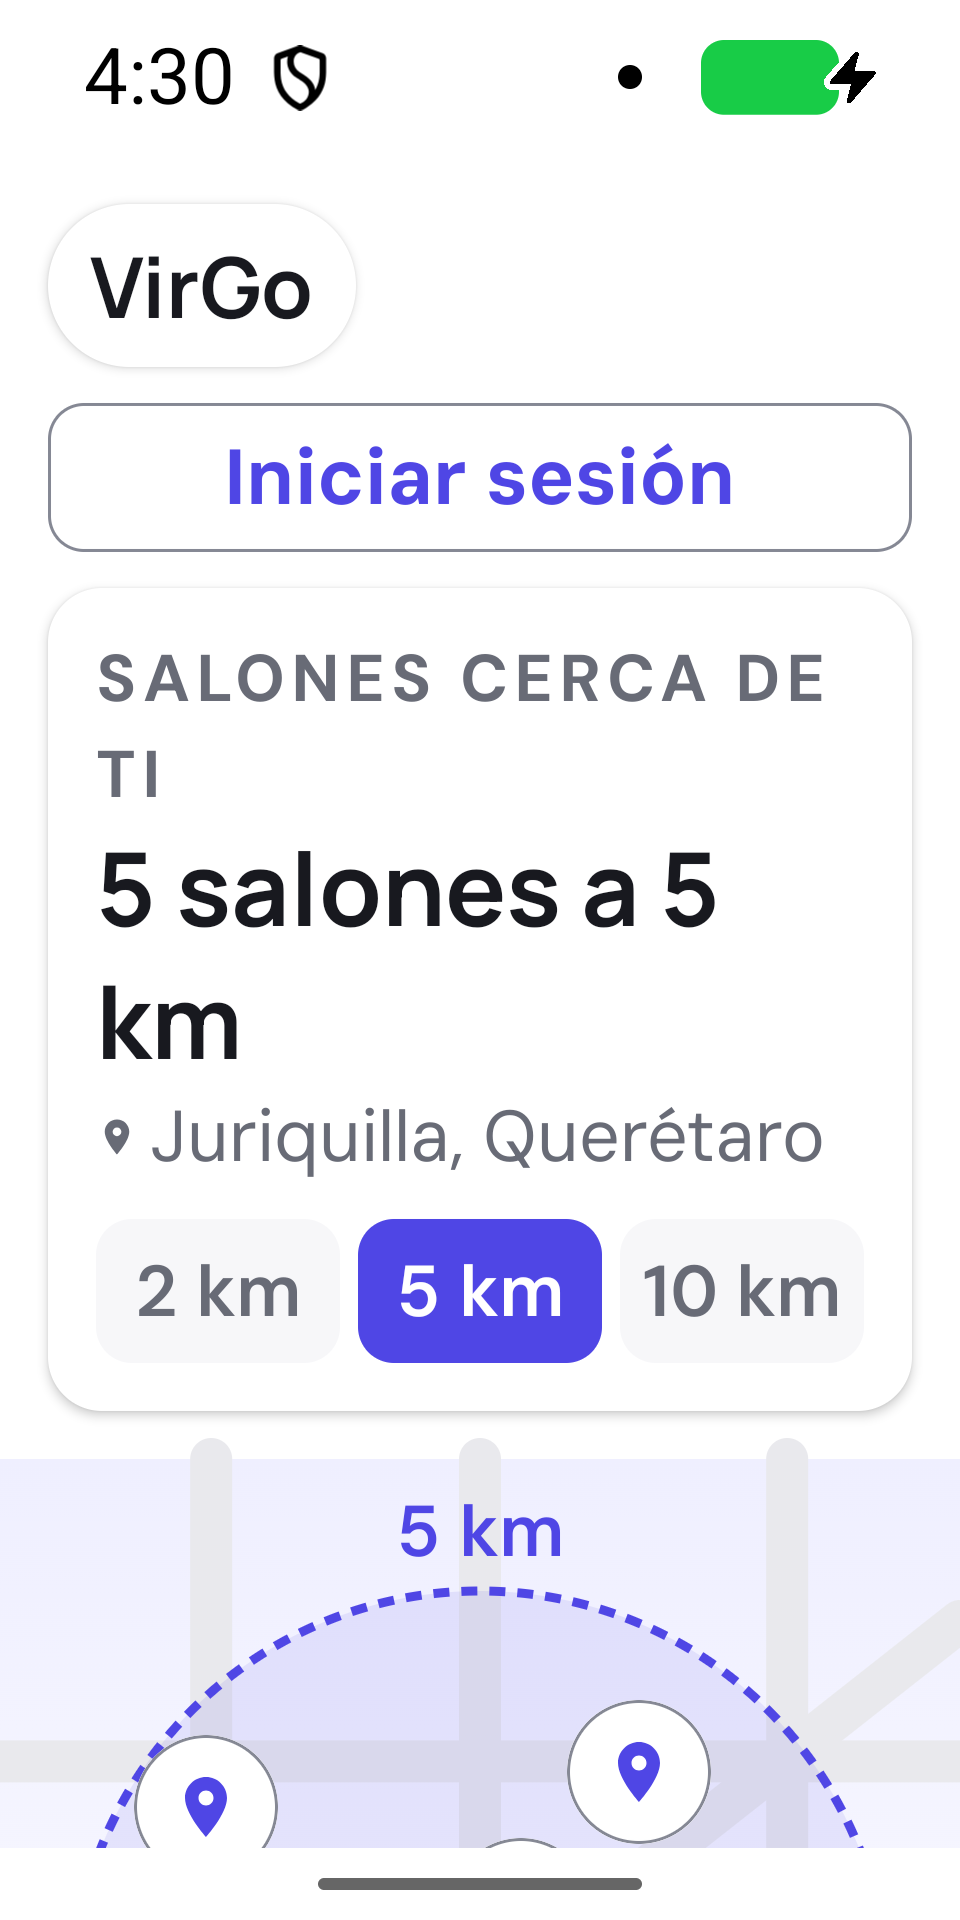 4:30
VirGo
Iniciar sesión
SALONES CERCA DE
TI
5 salones a 5
km
Juriquilla, Querétaro
2 km
5 km
10 km
5 km